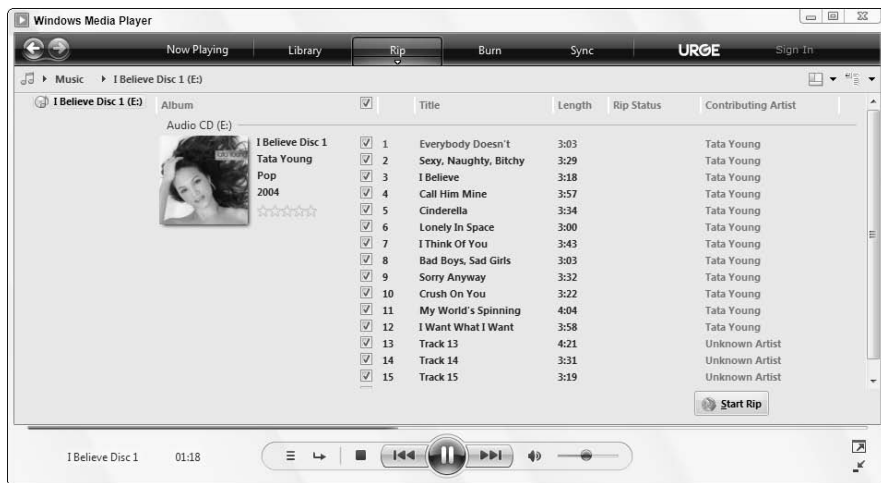 Windows Media Player
Now Playing Library Rip Burn Sync URGE Sign In
Music I Believe Disc 1 (E:)
I Believe Disc 1 (E:) Album Title Length Rip Status Contributing Artist
Audio CD (E:)
I Believe Disc 1
Tata Young
Pop
2004
1 Everybody Doesn't 3:03 Tata Young
2 Sexy, Naughty, Bitchy 3:29 Tata Young
3 I Believe 3:18 Tata Young
4 Call Him Mine 3:57 Tata Young
5 Cinderella 3:34 Tata Young
6 Lonely In Space 3:00 Tata Young
7 I Think Of You 3:43 Tata Young
8 Bad Boys, Sad Girls 3:03 Tata Young
9 Sorry Anyway 3:32 Tata Young
10 Crush On You 3:22 Tata Young
11 My World's Spinning 4:04 Tata Young
12 I Want What I Want 3:58 Tata Young
13 Track 13 4:21 Unknown Artist
14 Track 14 3:31 Unknown Artist
15 Track 15 3:19 Unknown Artist
Start Rip
I Believe Disc 1 01:18